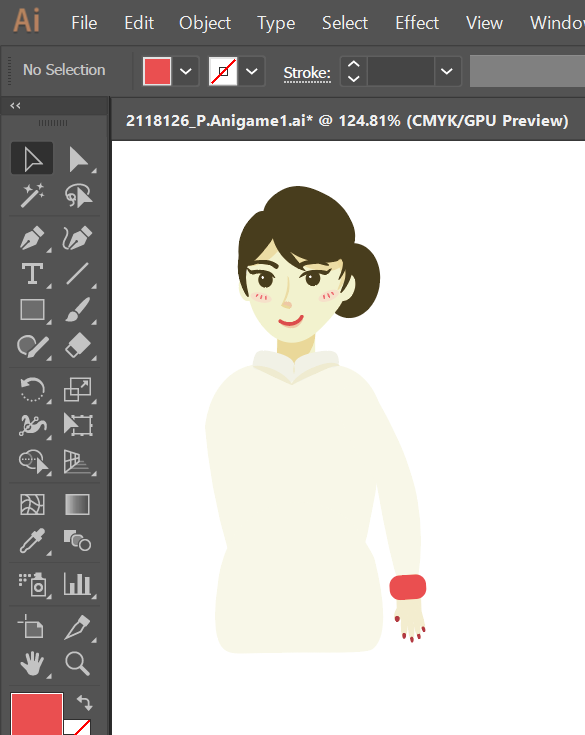 Ai File Edit Object Type Select Effect View Windo
No Selection Stroke:
2118126_P.Anigame1.ai* @ 124.81% (CMYK/GPU Preview)